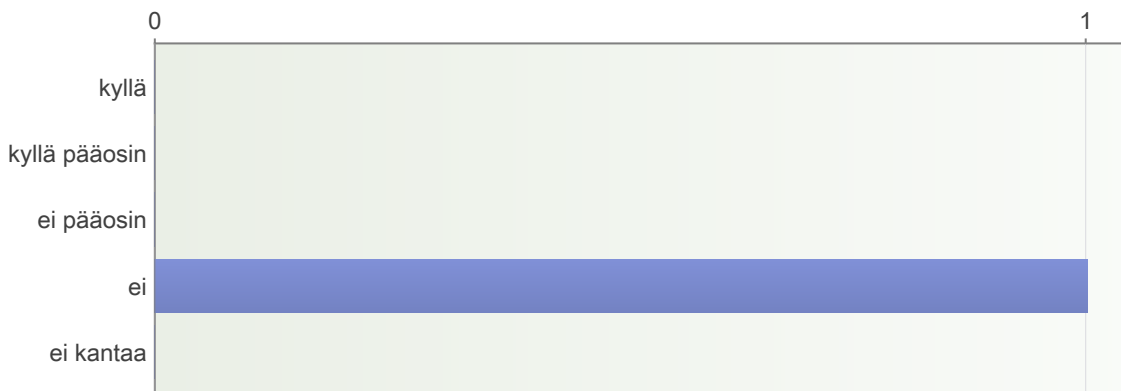 0 1
kyllä
kyllä pääosin
ei pääosin
ei
ei kantaa